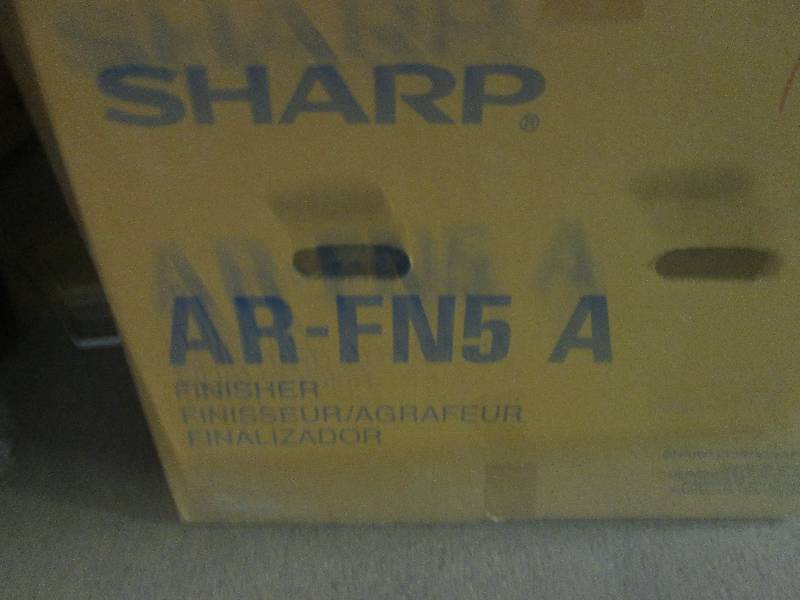 SHARP®
AR-FN5 A
FINISHER
FINISSEUR/AGRAFEUR
FINALIZADOR